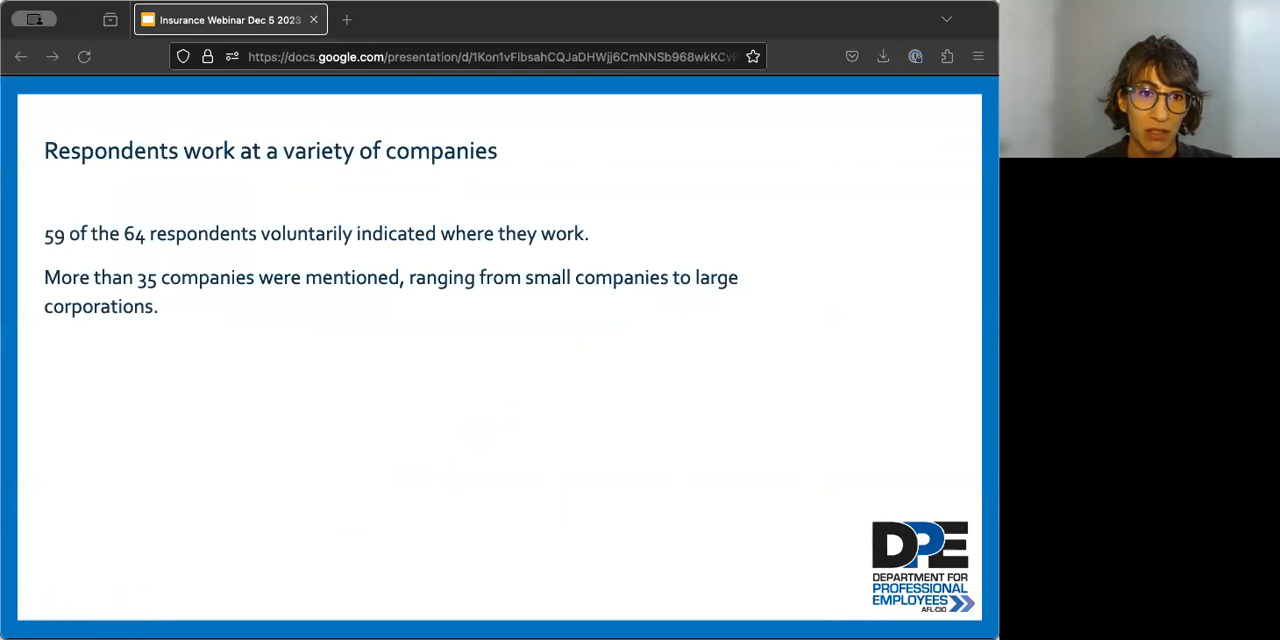 Insurance Webinar Dec 5 2023
https://docs.google.com/presentation/d/
Respondents work at a variety of companies
59 of the 64 respondents voluntarily indicated where they work.
More than 35 companies were mentioned, ranging from small companies to large
corporations.
DPE
DEPARTMENT FOR
PROFESSIONAL
EMPLOYEES
AFL-CIO